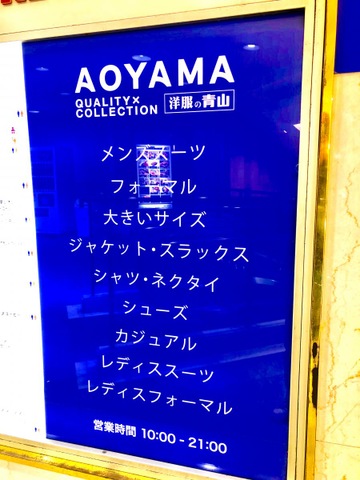 AOYAMA
QUALITY×
COLLECTION
洋服の青山
メンズスーツ
フォーマル
大きいサイズ
ジャケット・スラックス
シャツ・ネクタイ
シューズ
カジュアル
レディススーツ
レディスフォーマル
営業時間 10:00 - 21:00